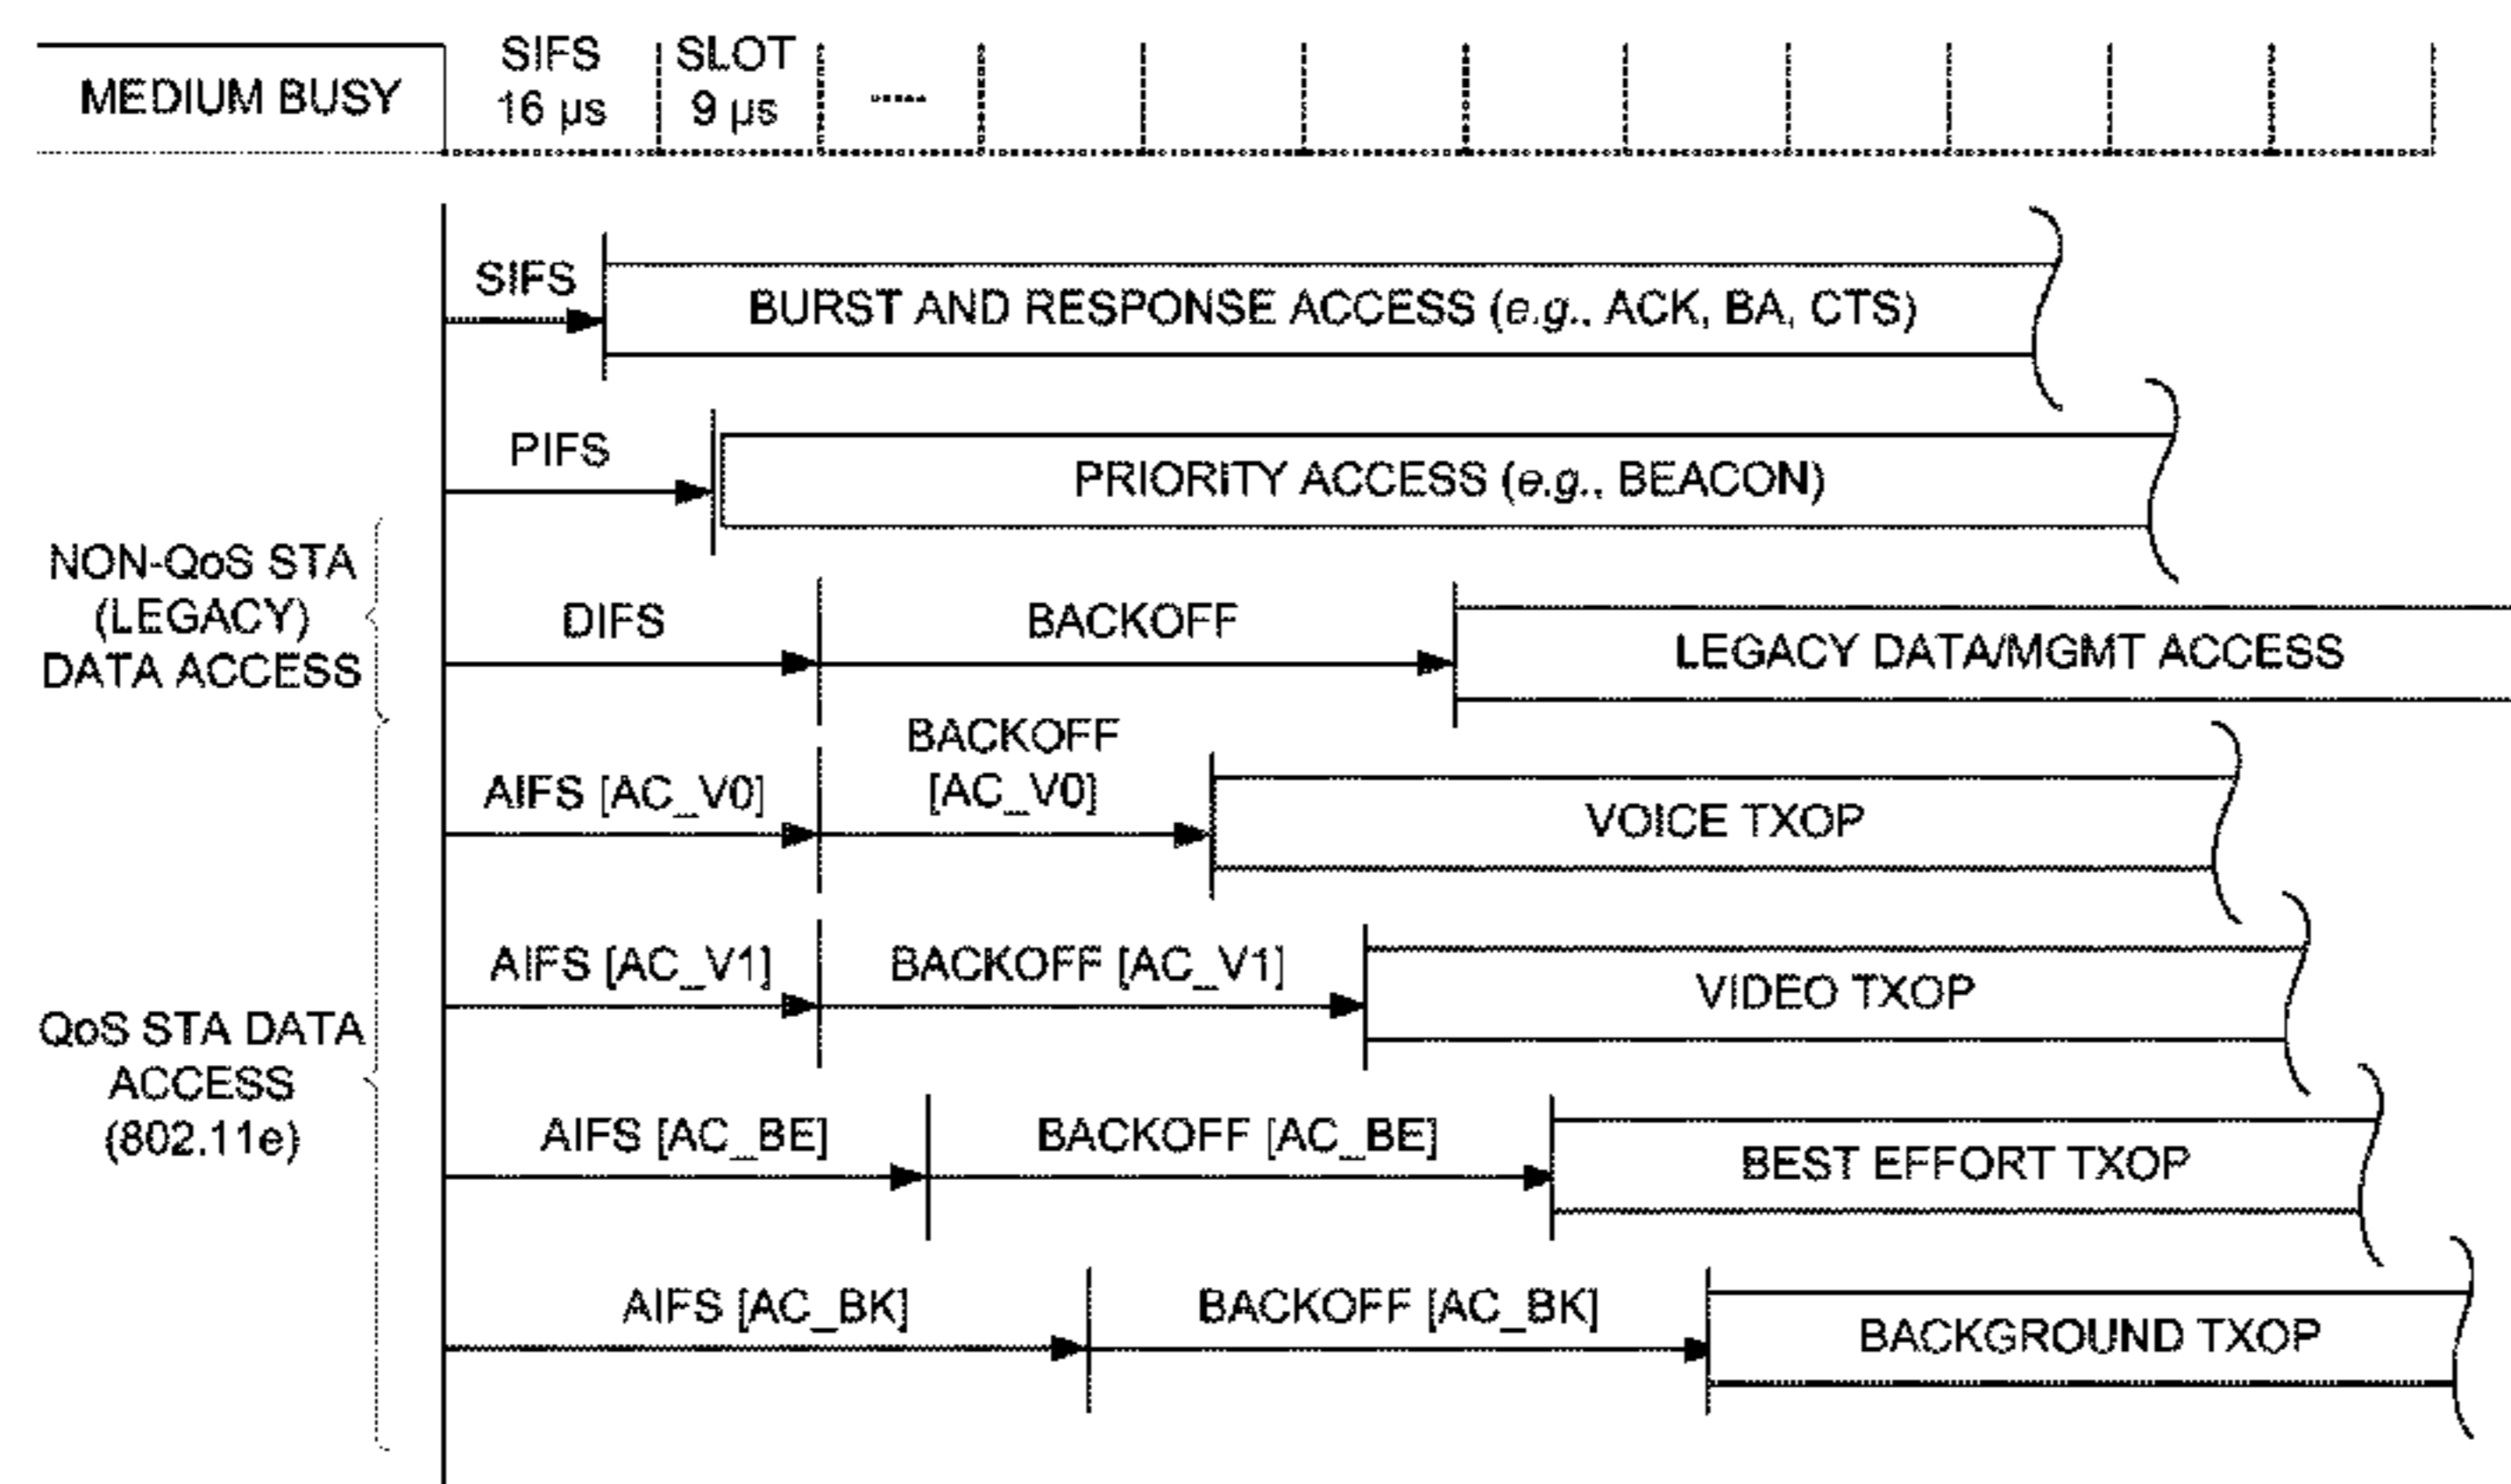 MEDIUM BUSY
SIFS
16 µs
SLOT
9 µs
SIFS
BURST AND RESPONSE ACCESS (e.g., ACK, BA, CTS)
PIFS
PRIORITY ACCESS (e.g., BEACON)
NON-QoS STA
(LEGACY)
DATA ACCESS
DIFS
BACKOFF
LEGACY DATA/MGMT ACCESS
AIFS [AC_V0]
BACKOFF
[AC_V0]
VOICE TXOP
AIFS [AC_V1]
BACKOFF [AC_V1]
VIDEO TXOP
QoS STA DATA
ACCESS
(802.11e)
AIFS [AC_BE]
BACKOFF [AC_BE]
BEST EFFORT TXOP
AIFS [AC_BK]
BACKOFF [AC_BK]
BACKGROUND TXOP